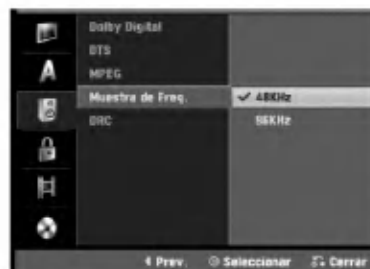 Dolby Digital
DTS
MPEG
Muestra de Freq.
✓ 48KHz
DRC
96KHz
Prev.
Seleccionar
Cerrar